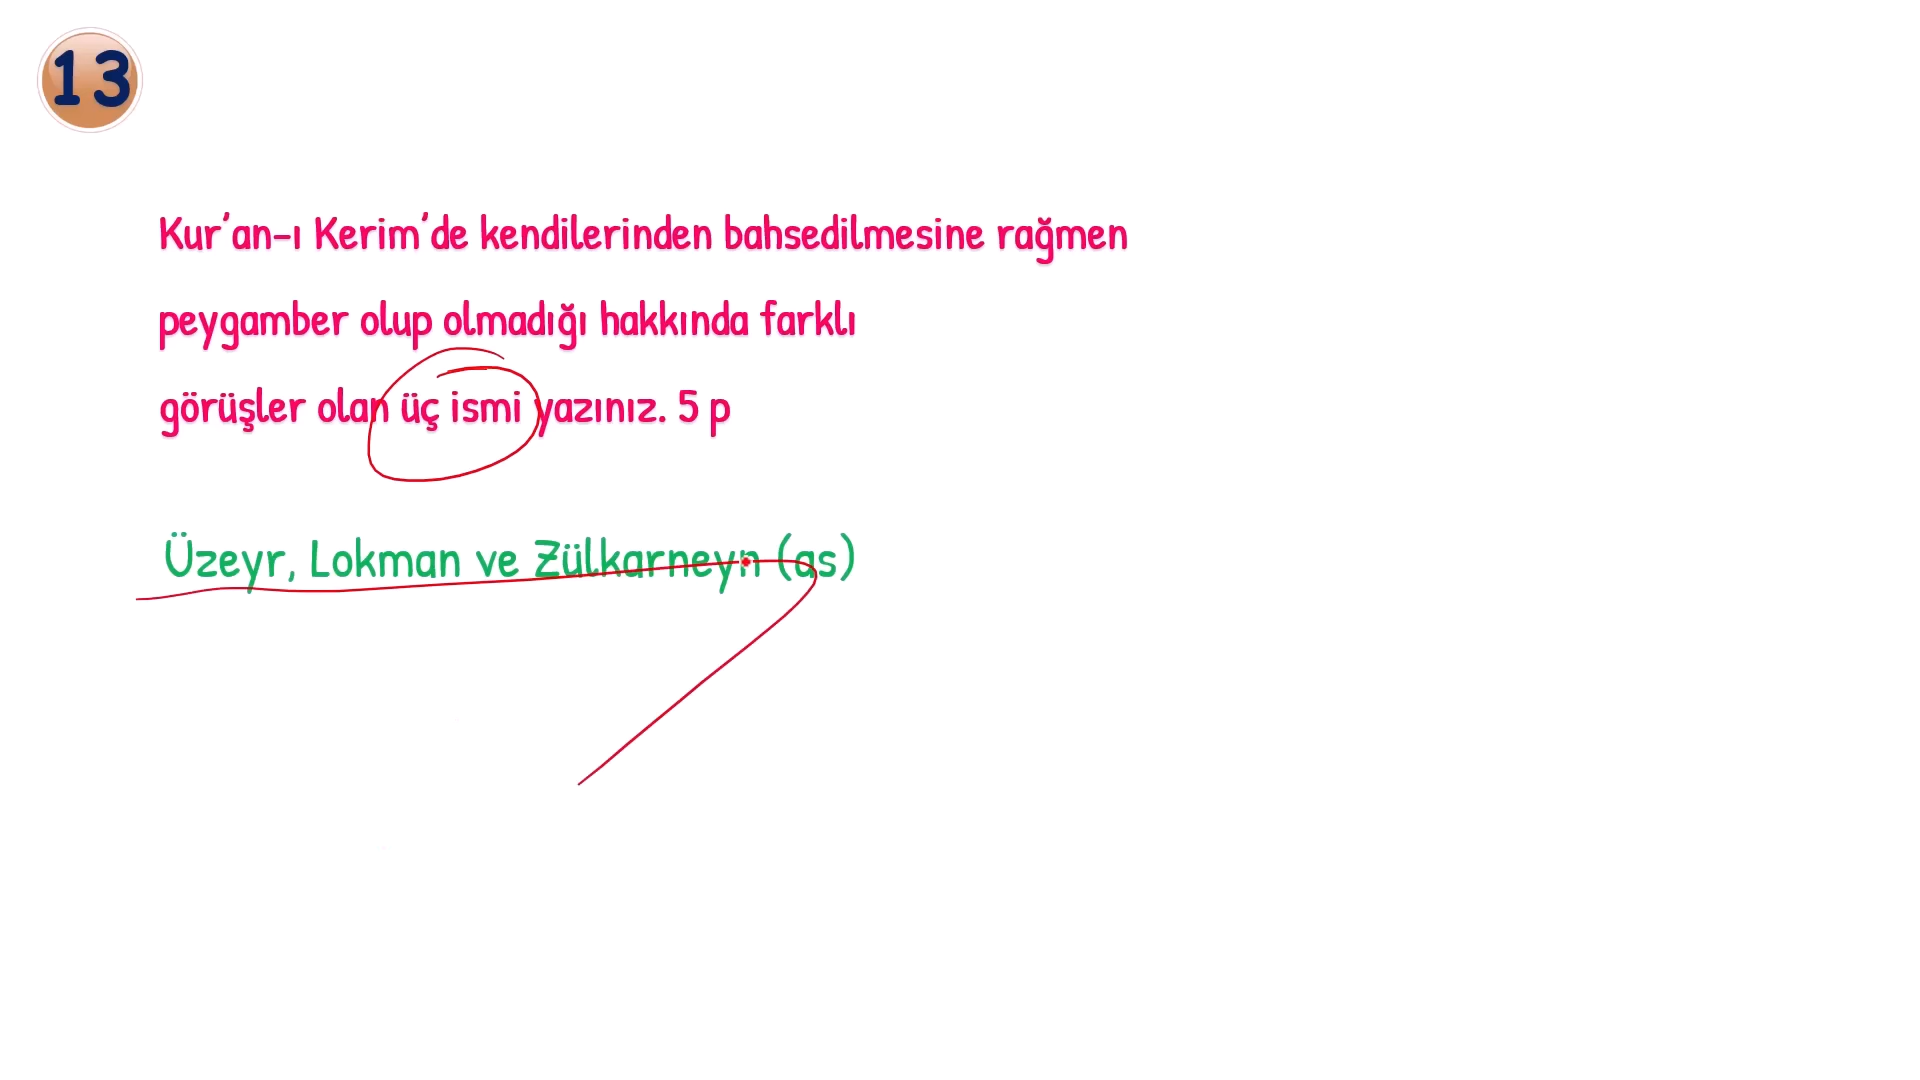 13
Kur'an-ı Kerim'de kendilerinden bahsedilmesine rağmen
peygamber olup olmadığı hakkında farklı
görüşler olan üç ismi yazınız. 5 p
Üzeyr, Lokman ve Zülkarneyn (as)